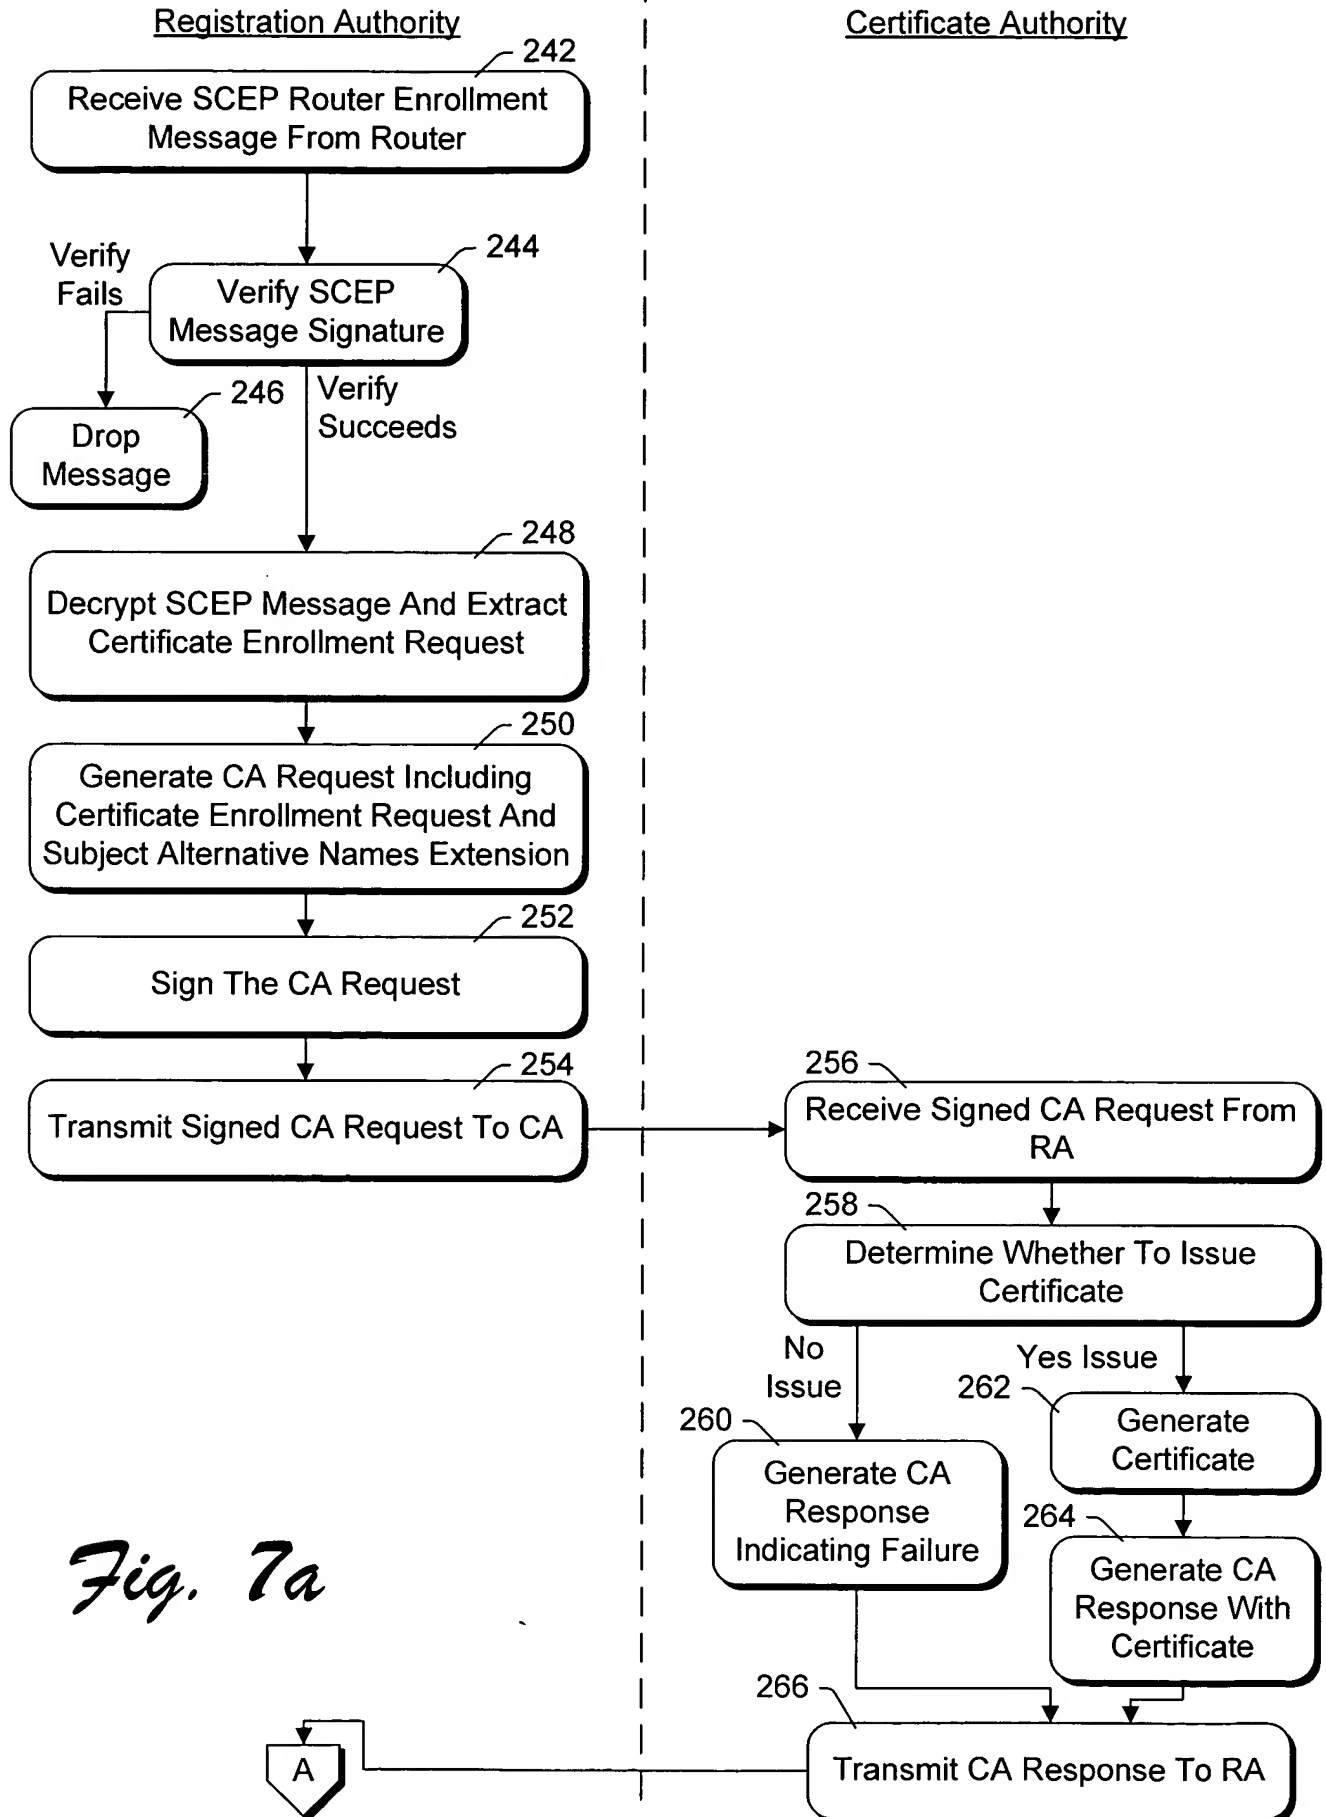 Registration Authority
Certificate Authority
242
Receive SCEP Router Enrollment
Message From Router
Verify
Fails
244
Verify SCEP
Message Signature
246
Verify
Succeeds
Drop
Message
248
Decrypt SCEP Message And Extract
Certificate Enrollment Request
250
Generate CA Request Including
Certificate Enrollment Request And
Subject Alternative Names Extension
252
Sign The CA Request
254
Transmit Signed CA Request To CA
256
Receive Signed CA Request From
RA
258
Determine Whether To Issue
Certificate
No
Issue
Yes Issue
260
Generate CA
Response
Indicating Failure
262
Generate
Certificate
264
Generate CA
Response With
Certificate
266
Transmit CA Response To RA
A
Fig. 7a